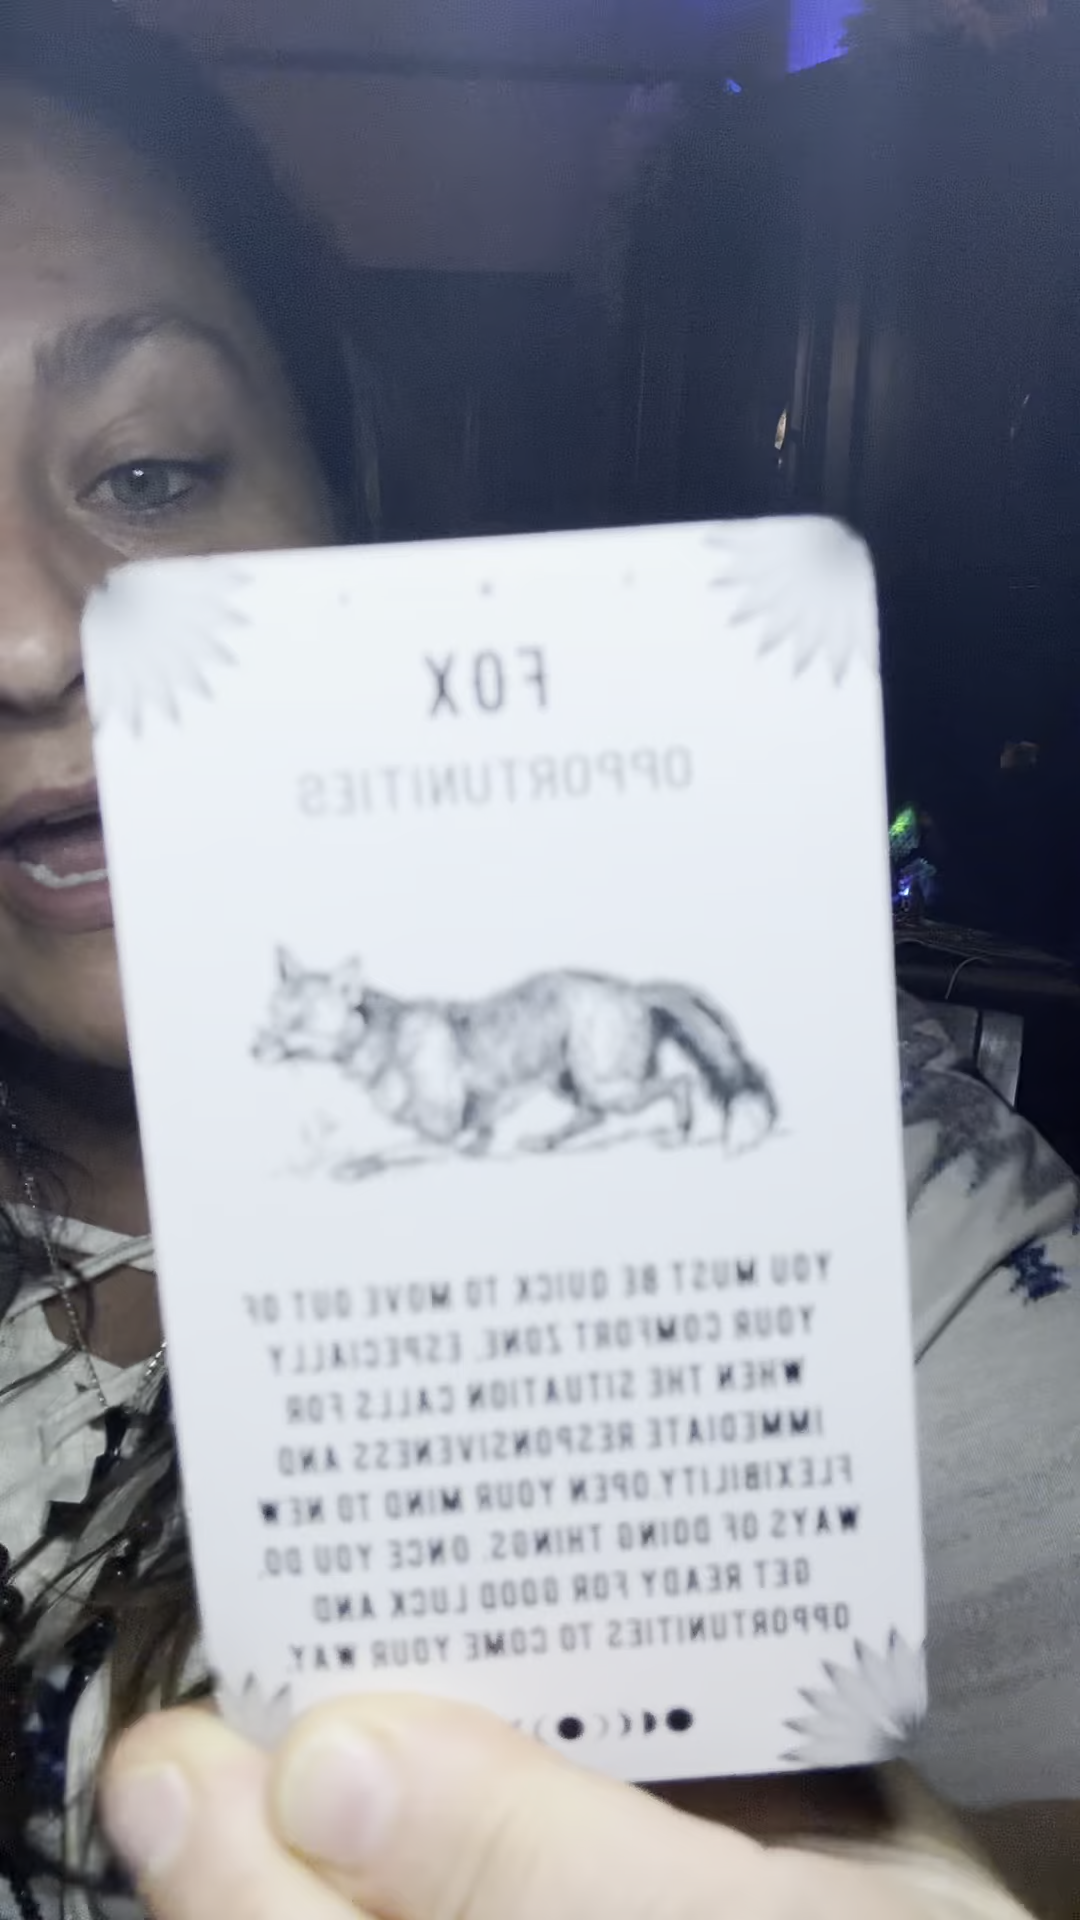 FOX
OPPORTUNITIES
YOU MUST BE QUICK TO MOVE OUT OF
YOUR COMFORT ZONE, ESPECIALLY
WHEN THE SITUATION CALLS FOR
IMMEDIATE RESPONSIVENESS AND
FLEXIBILITY.OPEN YOUR MIND TO NEW
WAYS OF DOING THINGS. ONCE YOU DO,
GET READY FOR GOOD LUCK AND
OPPORTUNITIES TO COME YOUR WAY.